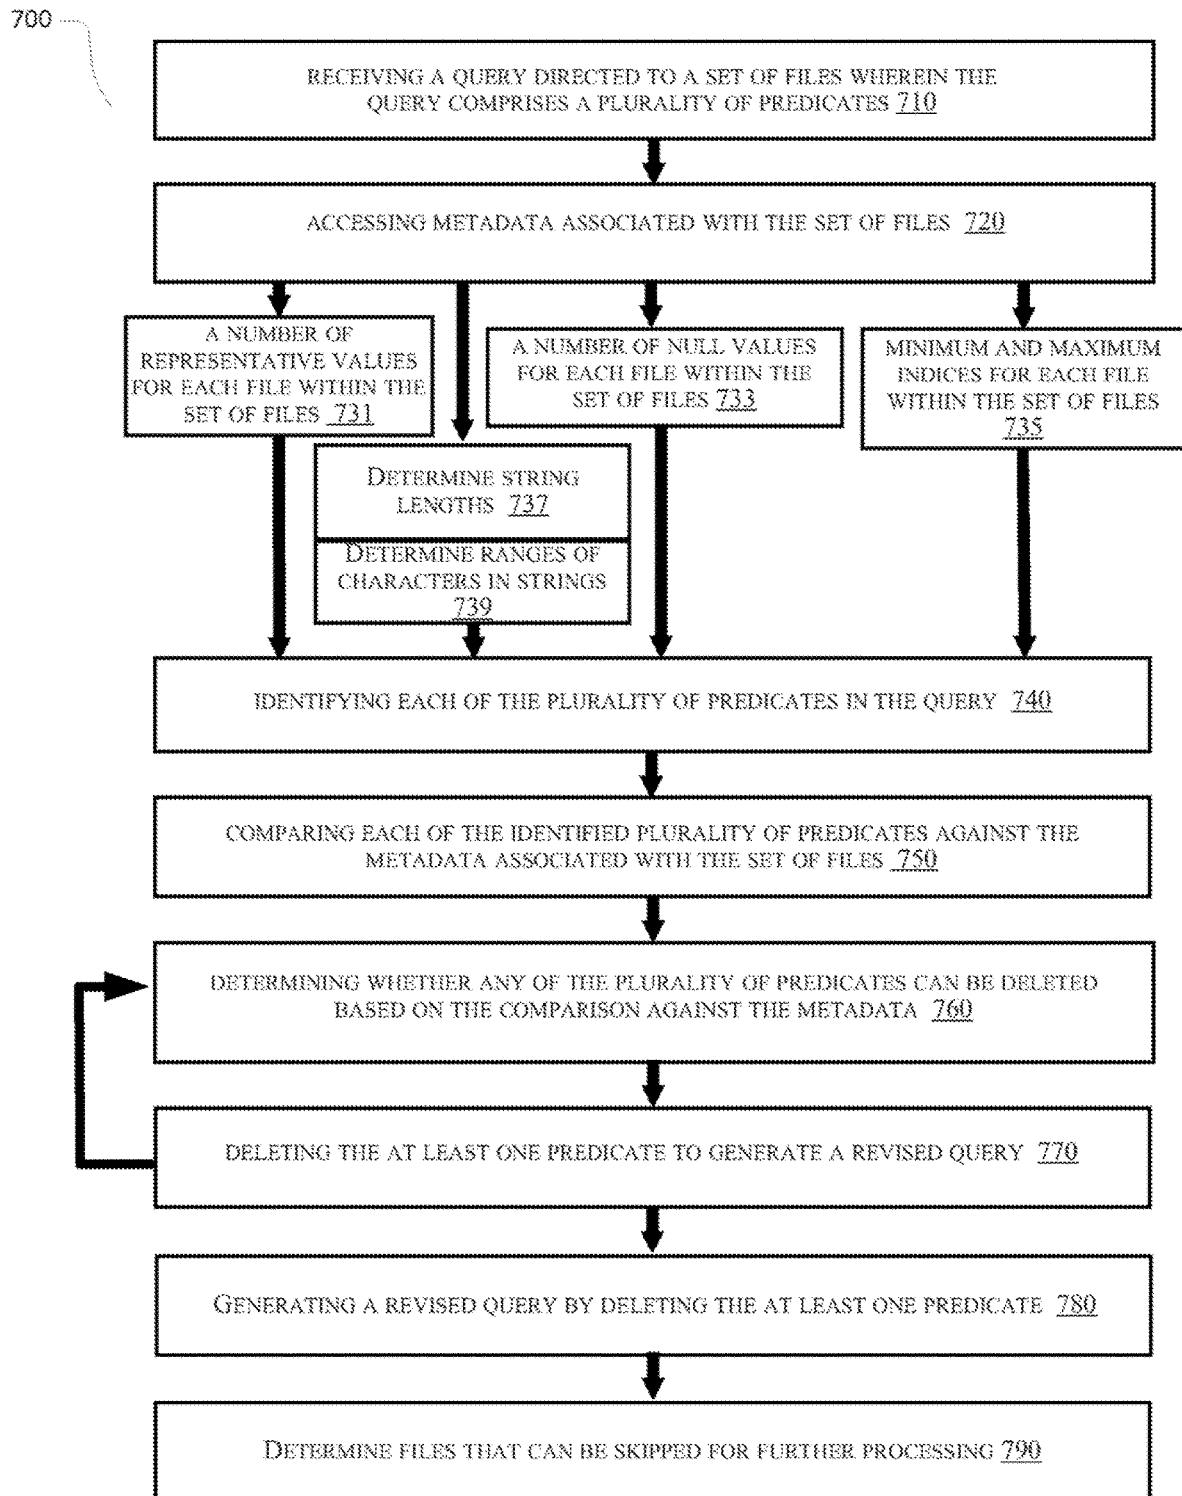 700
RECEIVING A QUERY DIRECTED TO A SET OF FILES WHEREIN THE
QUERY COMPRISES A PLURALITY OF PREDICATES 710
ACCESSING METADATA ASSOCIATED WITH THE SET OF FILES 720
A NUMBER OF
REPRESENTATIVE VALUES
FOR EACH FILE WITHIN THE
SET OF FILES 731
A NUMBER OF NULL VALUES
FOR EACH FILE WITHIN THE
SET OF FILES 733
MINIMUM AND MAXIMUM
INDICES FOR EACH FILE
WITHIN THE SET OF FILES
735
DETERMINE STRING
LENGTHS 737
DETERMINE RANGES OF
CHARACTERS IN STRINGS
739
IDENTIFYING EACH OF THE PLURALITY OF PREDICATES IN THE QUERY 740
COMPARING EACH OF THE IDENTIFIED PLURALITY OF PREDICATES AGAINST THE
METADATA ASSOCIATED WITH THE SET OF FILES 750
DETERMINING WHETHER ANY OF THE PLURALITY OF PREDICATES CAN BE DELETED
BASED ON THE COMPARISON AGAINST THE METADATA 760
DELETING THE AT LEAST ONE PREDICATE TO GENERATE A REVISED QUERY 770
GENERATING A REVISED QUERY BY DELETING THE AT LEAST ONE PREDICATE 780
DETERMINE FILES THAT CAN BE SKIPPED FOR FURTHER PROCESSING 790